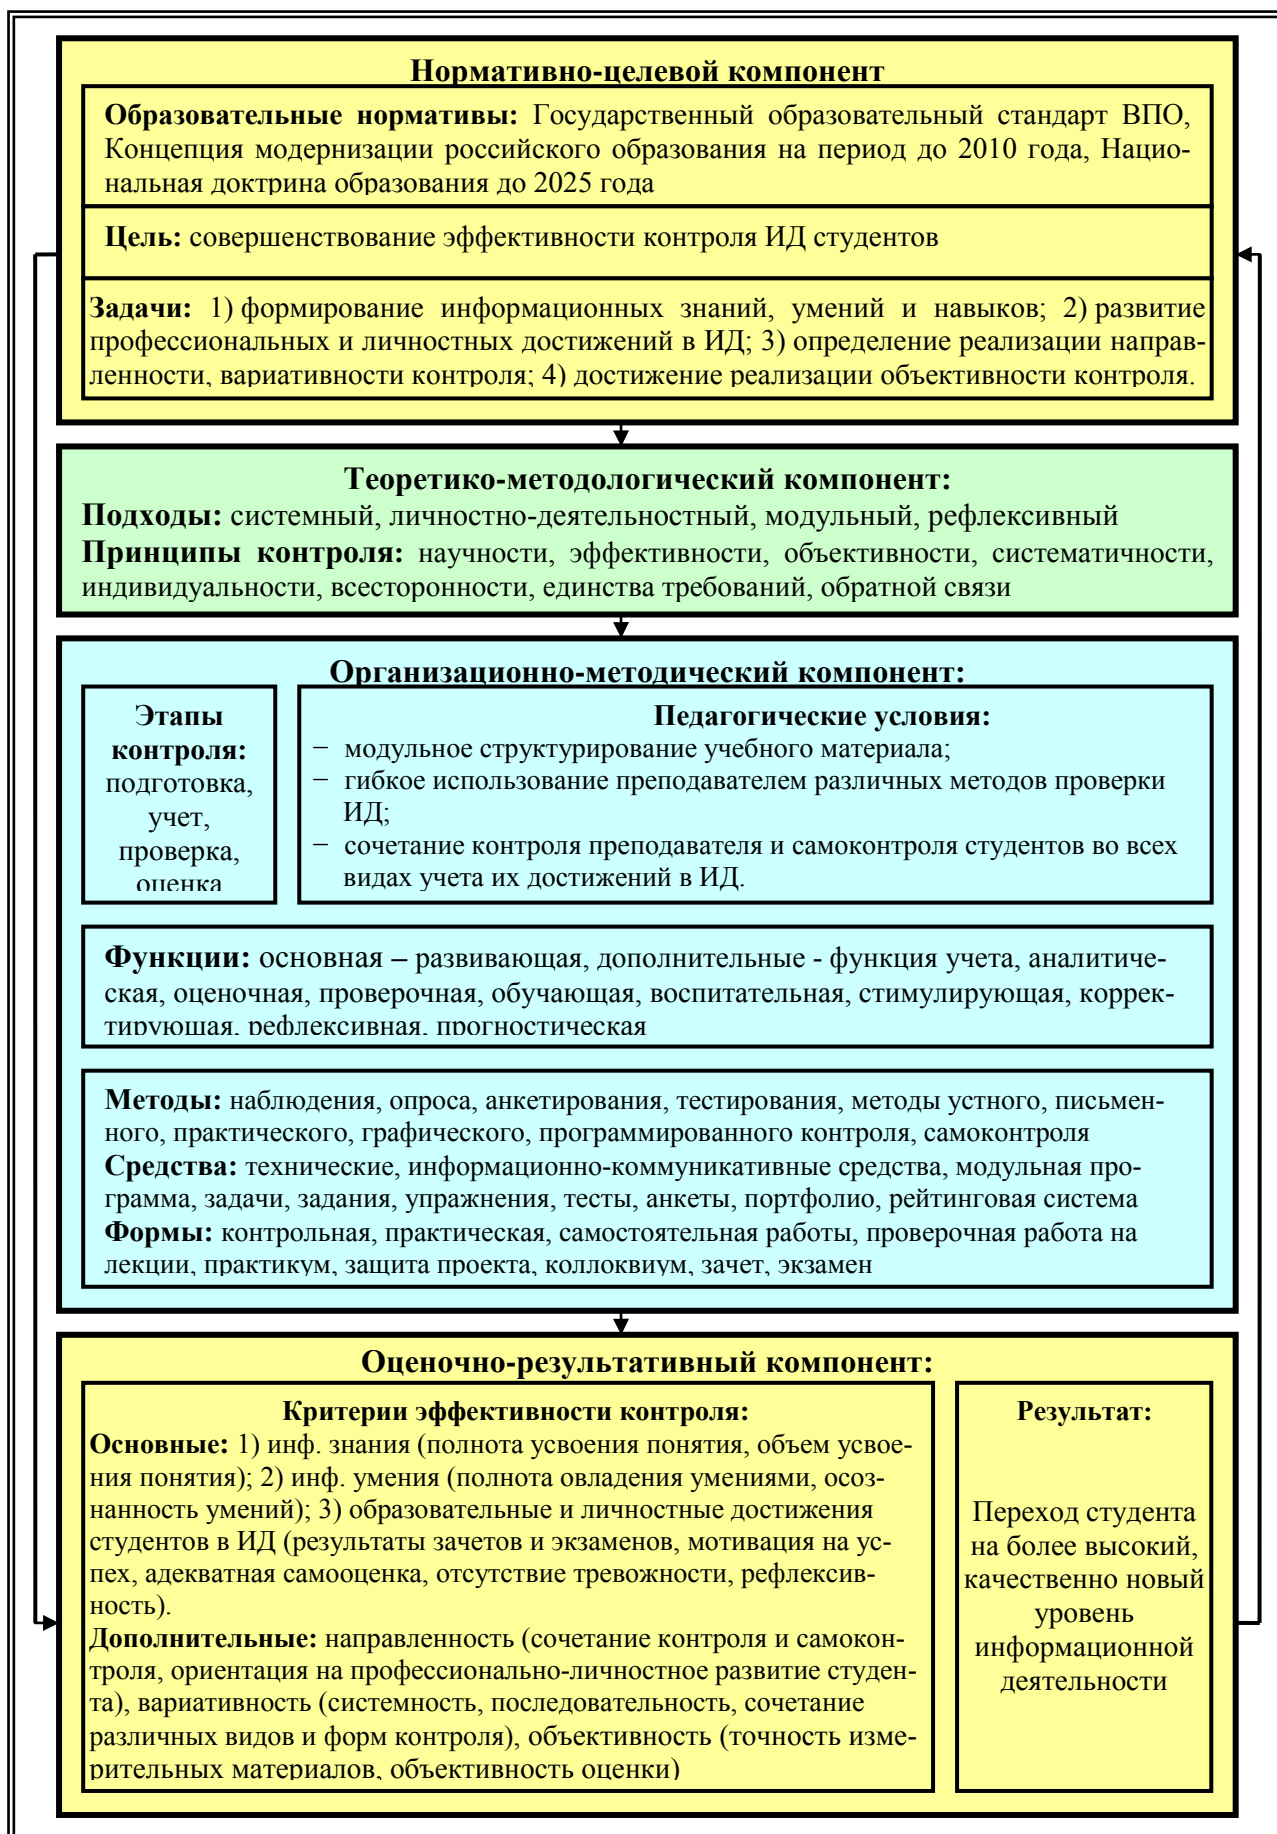 Нормативно-целевой компонент
Образовательные нормативы: Государственный образовательный стандарт ВПО,
Концепция модернизации российского образования на период до 2010 года, Нацио-
нальная доктрина образования до 2025 года
Цель: совершенствование эффективности контроля ИД студентов
Задачи: 1) формирование информационных знаний, умений и навыков; 2) развитие
профессиональных и личностных достижений в ИД; 3) определение реализации направ-
ленности, вариативности контроля; 4) достижение реализации объективности контроля.
Теоретико-методологический компонент:
Подходы: системный, личностно-деятельностный, модульный, рефлексивный
Принципы контроля: научности, эффективности, объективности, систематичности,
индивидуальности, всесторонности, единства требований, обратной связи
Организационно-методический компонент:
Этапы
контроля:
подготовка,
учет,
проверка,
оценка
Педагогические условия:
− модульное структурирование учебного материала;
− гибкое использование преподавателем различных методов проверки
ИД;
− сочетание контроля преподавателя и самоконтроля студентов во всех
видах учета их достижений в ИД.
Функции: основная – развивающая, дополнительные - функция учета, аналитиче-
ская, оценочная, проверочная, обучающая, воспитательная, стимулирующая, коррек-
тирующая, рефлексивная, прогностическая
Методы: наблюдения, опроса, анкетирования, тестирования, методы устного, письмен-
ного, практического, графического, программированного контроля, самоконтроля
Средства: технические, информационно-коммуникативные средства, модульная про-
грамма, задачи, задания, упражнения, тесты, анкеты, портфолио, рейтинговая система
Формы: контрольная, практическая, самостоятельная работы, проверочная работа на
лекции, практикум, защита проекта, коллоквиум, зачет, экзамен
Оценочно-результативный компонент:
Критерии эффективности контроля:
Основные: 1) инф. знания (полнота усвоения понятия, объем усвое-
ния понятия); 2) инф. умения (полнота овладения умениями, осоз-
нанность умений); 3) образовательные и личностные достижения
студентов в ИД (результаты зачетов и экзаменов, мотивация на ус-
пех, адекватная самооценка, отсутствие тревожности, рефлексив-
ность).
Дополнительные: направленность (сочетание контроля и самокон-
троля, ориентация на профессионально-личностное развитие студен-
та), вариативность (системность, последовательность, сочетание
различных видов и форм контроля), объективность (точность изме-
рительных материалов, объективность оценки)
Результат:
Переход студента
на более высокий,
качественно новый
уровень
информационной
деятельности